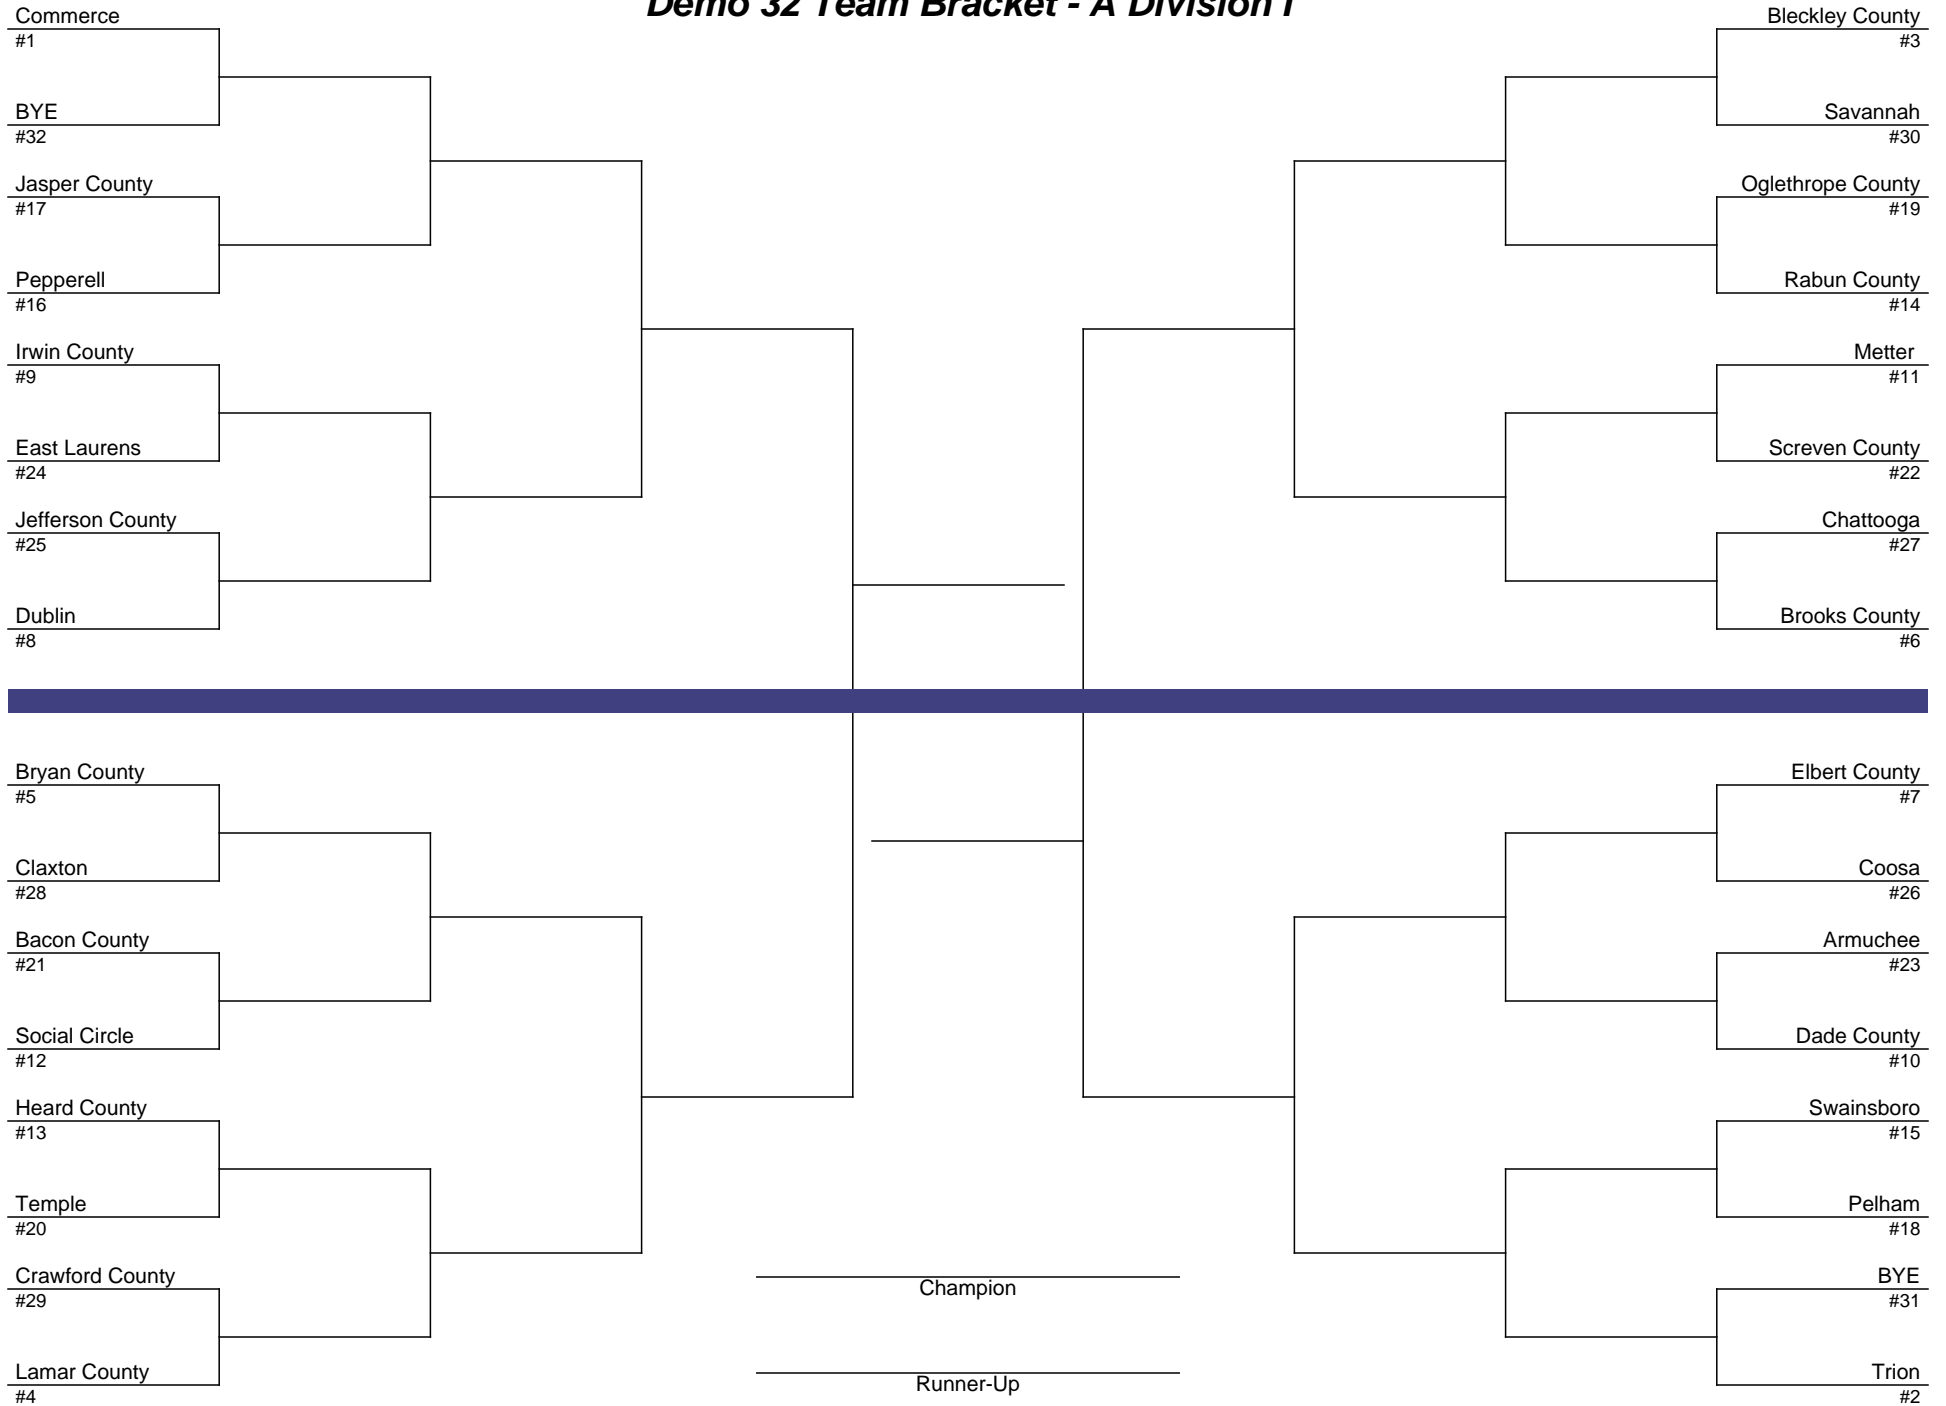 Demo 32 Team Bracket - A Division I
Commerce
#1
BYE
#32
Jasper County
#17
Pepperell
#16
Irwin County
#9
East Laurens
#24
Jefferson County
#25
Dublin
#8
Bryan County
#5
Claxton
#28
Bacon County
#21
Social Circle
#12
Heard County
#13
Temple
#20
Crawford County
#29
Lamar County
#4
Bleckley County
#3
Savannah
#30
Oglethrope County
#19
Rabun County
#14
Metter
#11
Screven County
#22
Chattooga
#27
Brooks County
#6
Elbert County
#7
Coosa
#26
Armuchee
#23
Dade County
#10
Swainsboro
#15
Pelham
#18
BYE
#31
Trion
#2
Champion
Runner-Up